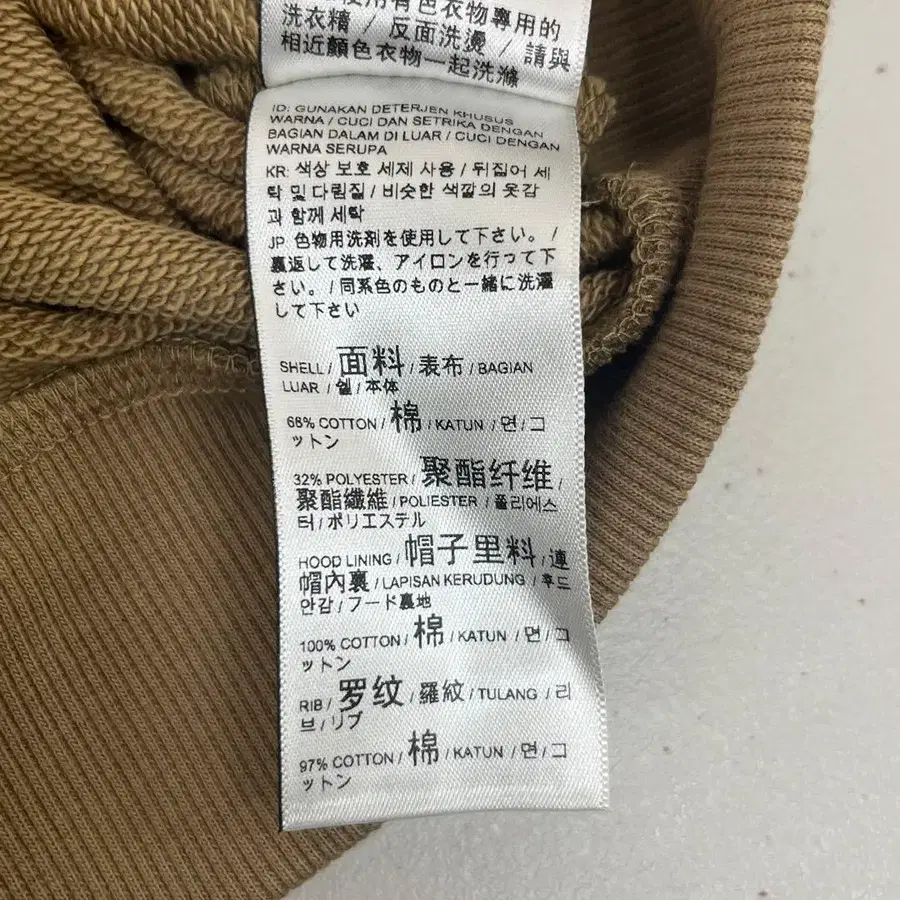 使用有色衣物專用的
洗衣精 / 反面洗燙 / 請與
相近顏色衣物一起洗滌
ID: GUNAKAN DETERJEN KHUSUS
WARNA / CUCI DAN SETRIKA DENGAN
BAGIAN DALAM DI LUAR / CUCI DENGAN
WARNA SERUPA
KR: 색상 보호 세제 사용 / 뒤집어 세
탁 및 다림질 / 비슷한 색깔의 옷감
과 함께 세탁
JP 色物用洗剤を使用して下さい。 /
裏返して洗濯、アイロンを行って下
さい。 / 同系色のものと一緒に洗濯
して下さい
SHELL / 面料 / 表布 / BAGIAN
LUAR / 쉘 / 本体
68% COTTON / 棉 / KATUN / 면 / コ
ットン
32% POLYESTER / 聚酯纤维 /
聚酯纖維 / POLIESTER / 폴리에스
터 / ポリエステル
HOOD LINING / 帽子里料 / 連
帽內裏 / LAPISAN KERUDUNG / 후드
안감 / フード裏地
100% COTTON / 棉 / KATUN / 면 / コ
ットン
RIB / 罗纹 / 羅紋 / TULANG / 리
브 / リブ
97% COTTON / 棉 / KATUN / 면 / コ
ットン